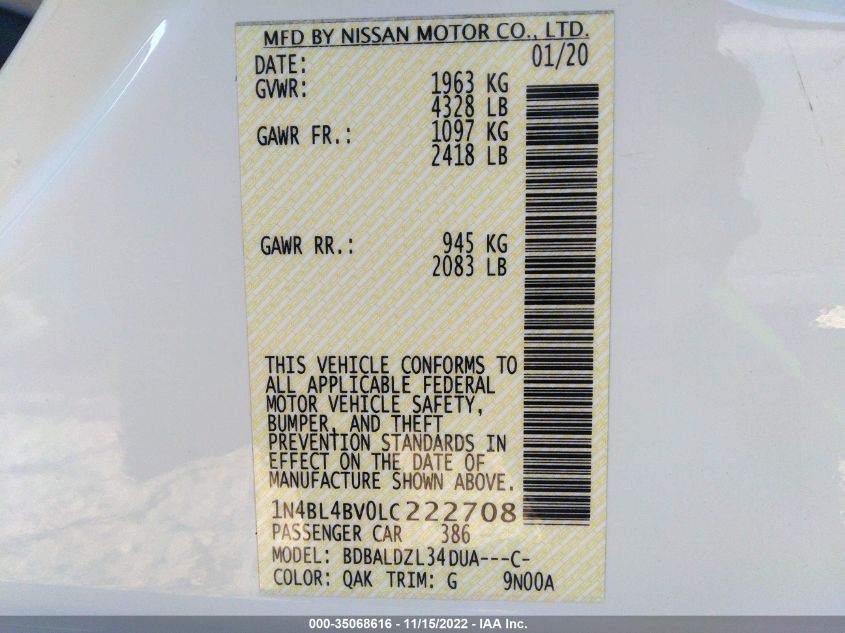 MFD BY NISSAN MOTOR CO., LTD.
DATE: 01/20
GVWR: 1963 KG
4328 LB
GAWR FR.: 1097 KG
2418 LB
GAWR RR.: 945 KG
2083 LB
THIS VEHICLE CONFORMS TO
ALL APPLICABLE FEDERAL
MOTOR VEHICLE SAFETY,
BUMPER, AND THEFT
PREVENTION STANDARDS IN
EFFECT ON THE DATE OF
MANUFACTURE SHOWN ABOVE.
1N4BL4BV0LC222708
PASSENGER CAR 386
MODEL: BDBALDZL34DUA---C-
COLOR: QAK TRIM: G 9N00A
000-35068616 - 11/15/2022 - IAA Inc.